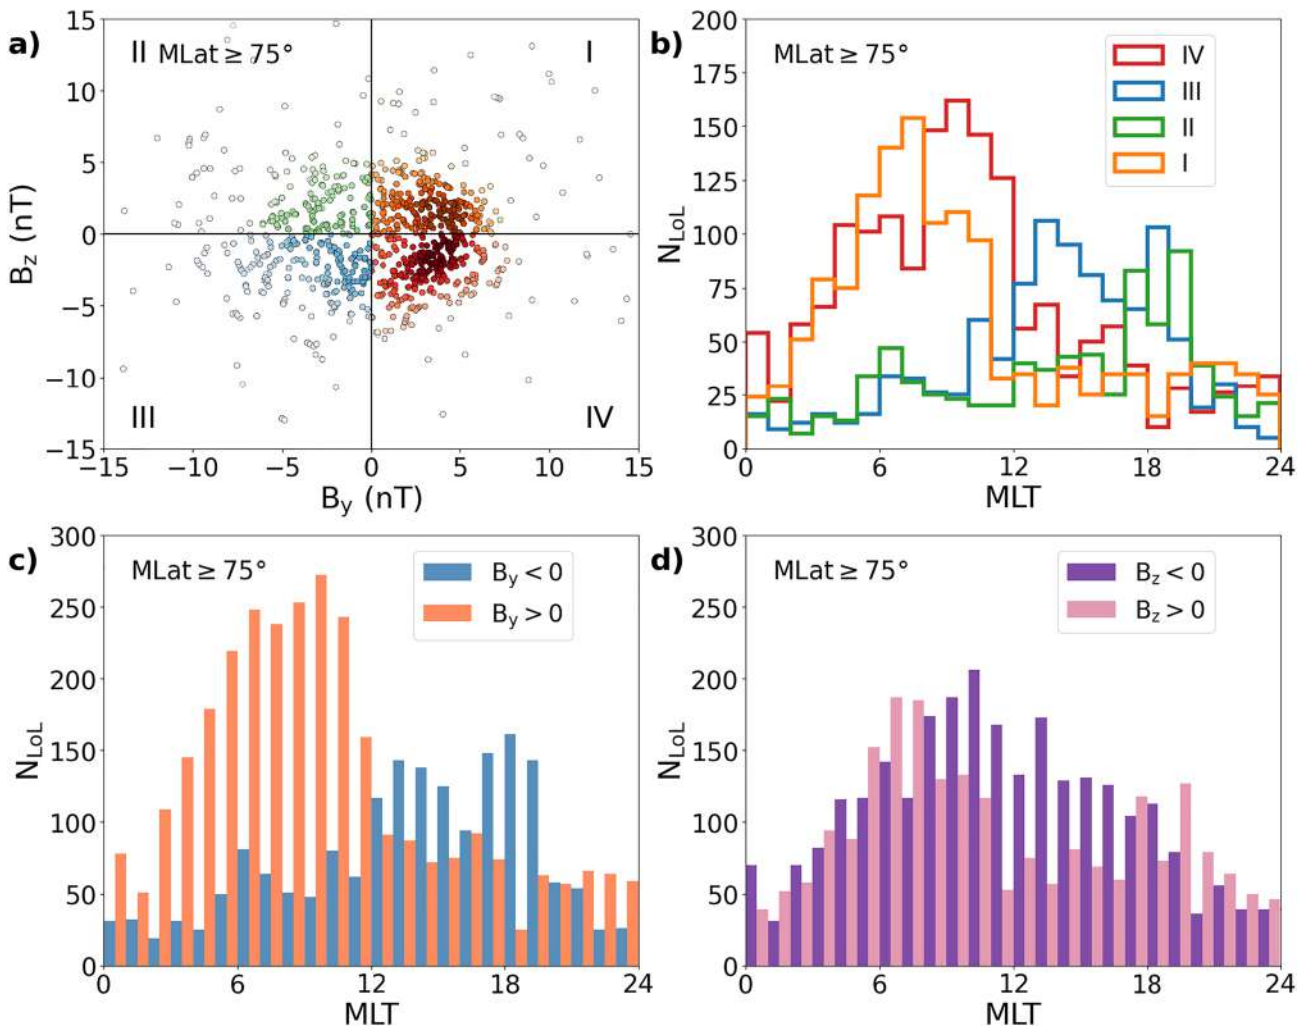 a)
II MLat ≥ 75° I
III IV
15
10
5
0
−5
−10
−15
B_z (nT)
−15 −10 −5 0 5 10 15
B_y (nT)
b)
MLat ≥ 75°
IV
III
II
I
200
175
150
125
100
75
50
25
0
N_LoL
0 6 12 18 24
MLT
c)
MLat ≥ 75°
B_y < 0
B_y > 0
300
250
200
150
100
50
0
N_LoL
0 6 12 18 24
MLT
d)
MLat ≥ 75°
B_z < 0
B_z > 0
300
250
200
150
100
50
0
N_LoL
0 6 12 18 24
MLT